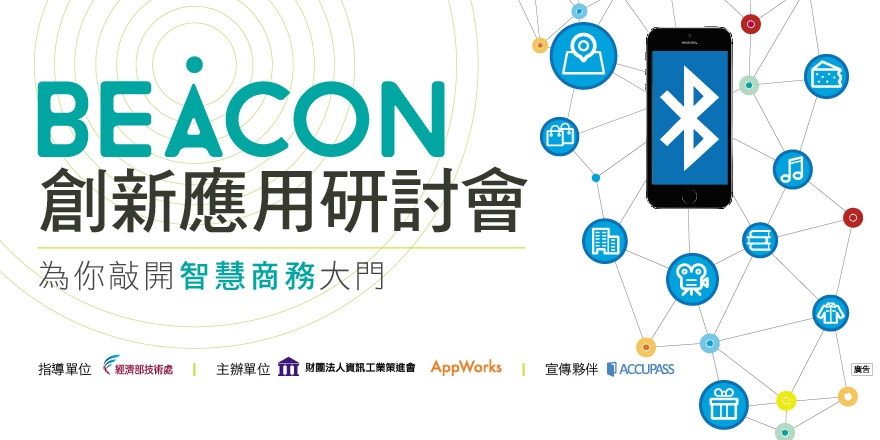 BEACON
創新應用研討會
為你敲開智慧商務大門
指導單位 經濟部技術處 | 主辦單位 財團法人資訊工業策進會 AppWorks | 宣傳夥伴 ACCUPASS
廣告